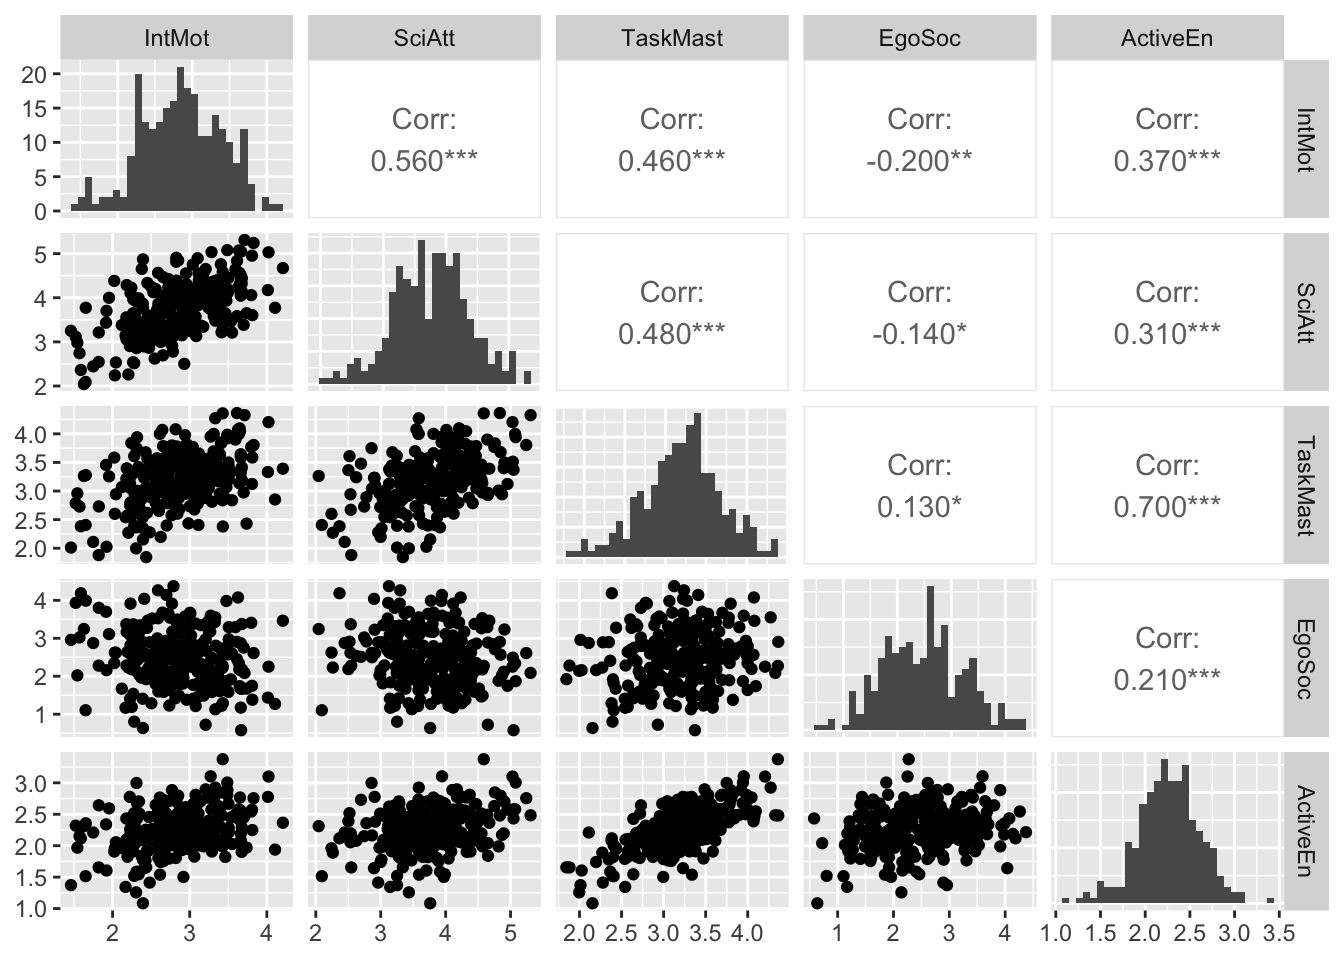 IntMot SciAtt TaskMast EgoSoc ActiveEn
20
15
10
5
0
Corr:
0.560***
Corr:
0.460***
Corr:
-0.200**
Corr:
0.370***
IntMot
5
4
3
2
Corr:
0.480***
Corr:
-0.140*
Corr:
0.310***
SciAtt
4.0
3.5
3.0
2.5
2.0
Corr:
0.130*
Corr:
0.700***
TaskMast
4
3
2
1
Corr:
0.210***
EgoSoc
3.0
2.5
2.0
1.5
1.0
ActiveEn
2 3 4 2 3 4 5 2.0 2.5 3.0 3.5 4.0 1 2 3 4 1.0 1.5 2.0 2.5 3.0 3.5